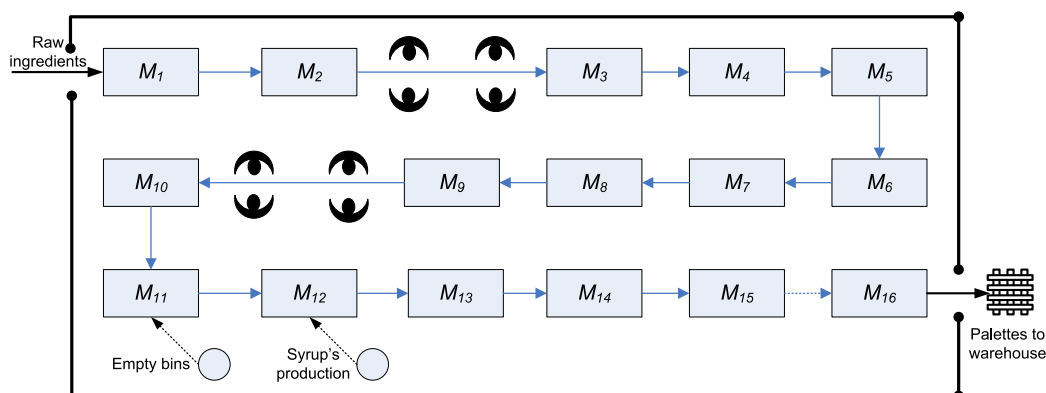 Raw
ingredients
M1
M2
M3
M4
M5
M10
M9
M8
M7
M6
M11
M12
M13
M14
M15
M16
Empty bins
Syrup's
production
Palettes to
warehouse